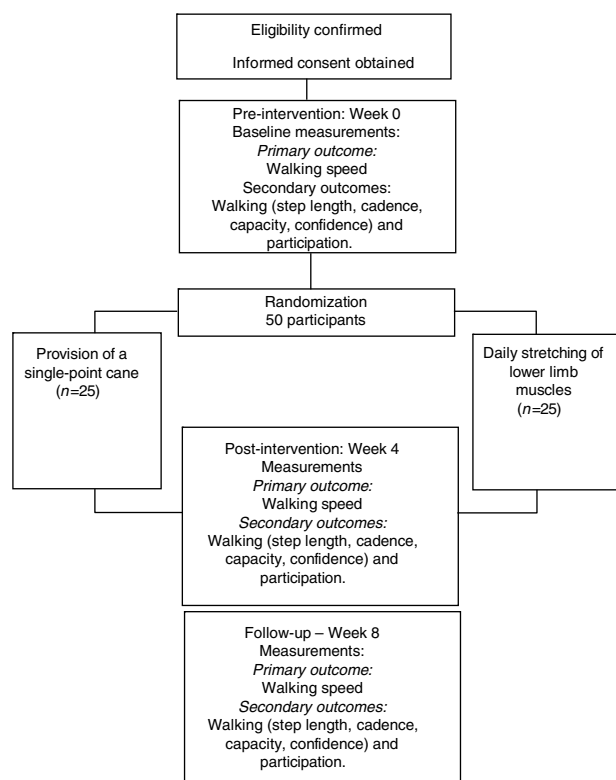 Eligibility confirmed
Informed consent obtained
Pre-intervention: Week 0
Baseline measurements:
Primary outcome:
Walking speed
Secondary outcomes:
Walking (step length, cadence,
capacity, confidence) and
participation.
Randomization
50 participants
Provision of a
single-point cane
(n=25)
Daily stretching of
lower limb
muscles
(n=25)
Post-intervention: Week 4
Measurements
Primary outcome:
Walking speed
Secondary outcomes:
Walking (step length, cadence,
capacity, confidence) and
participation.
Follow-up – Week 8
Measurements:
Primary outcome:
Walking speed
Secondary outcomes:
Walking (step length, cadence,
capacity, confidence) and
participation.